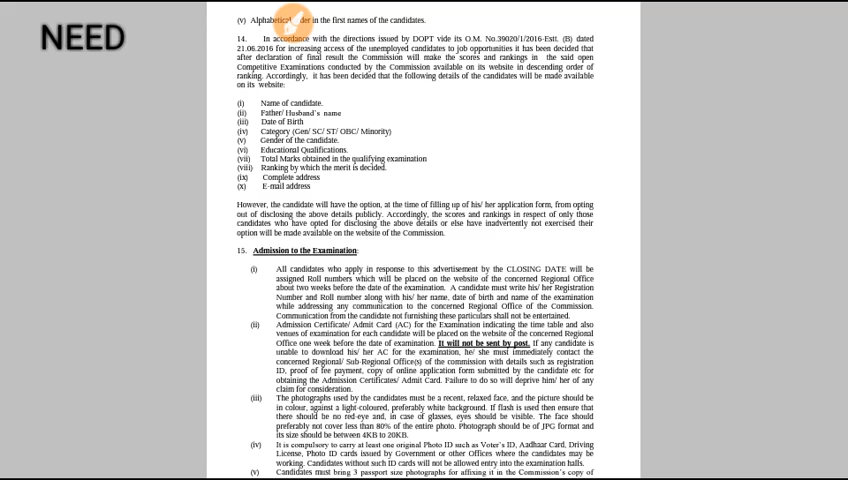 NEED
(v) Alphabetical order in the first names of the candidates.
14. In accordance with the directions issued by DOPT vide its O.M. No.39020/1/2016-Estt. (B) dated
21.06.2016 for increasing access of the unemployed candidates to job opportunities it has been decided that
after declaration of final result the Commission will make the scores and rankings in the said open
Competitive Examinations conducted by the Commission available on its website in descending order of
ranking. Accordingly, it has been decided that the following details of the candidates will be made available
on its website:
(i) Name of candidate.
(ii) Father/ Husband's name
(iii) Date of Birth
(iv) Category (Gen/ SC/ ST/ OBC/ Minority)
(v) Gender of the candidate.
(vi) Educational Qualifications.
(vii) Total Marks obtained in the qualifying examination
(viii) Ranking by which the merit is decided.
(ix) Complete address
(x) E-mail address
However, the candidate will have the option, at the time of filling up of his/ her application form, from opting
out of disclosing the above details publicly. Accordingly, the scores and rankings in respect of only those
candidates who have opted for disclosing the above details or else have inadvertently not exercised their
option will be made available on the website of the Commission.
15. Admission to the Examination:
(i) All candidates who apply in response to this advertisement by the CLOSING DATE will be
assigned Roll numbers which will be placed on the website of the concerned Regional Office
about two weeks before the date of the examination. A candidate must write his/ her Registration
Number and Roll number along with his/ her name, date of birth and name of the examination
while addressing any communication to the concerned Regional Office of the Commission.
Communication from the candidate not furnishing these particulars shall not be entertained.
(ii) Admission Certificate/ Admit Card (AC) for the Examination indicating the time table and also
venues of examination for each candidate will be placed on the website of the concerned Regional
Office one week before the date of examination. It will not be sent by post. If any candidate is
unable to download his/ her AC for the examination, he/ she must immediately contact the
concerned Regional/ Sub-Regional Office(s) of the commission with details such as registration
ID, proof of fee payment, copy of online application form submitted by the candidate etc for
obtaining the Admission Certificates/ Admit Card. Failure to do so will deprive him/ her of any
claim for consideration.
(iii) The photographs used by the candidates must be a recent, relaxed face, and the picture should be
in colour, against a light-coloured, preferably white background. If flash is used then ensure that
there should be no red-eye and, in case of glasses, eyes should be visible. The face should
preferably not cover less than 80% of the entire photo. Photograph should be of JPG format and
its size should be between 4KB to 20KB.
(iv) It is compulsory to carry at least one original Photo ID such as Voter's ID, Aadhaar Card, Driving
License, Photo ID cards issued by Government or other Offices where the candidates may be
working. Candidates without such ID cards will not be allowed entry into the examination halls.
(v) Candidates must bring 3 passport size photographs for affixing it in the Commission's copy of